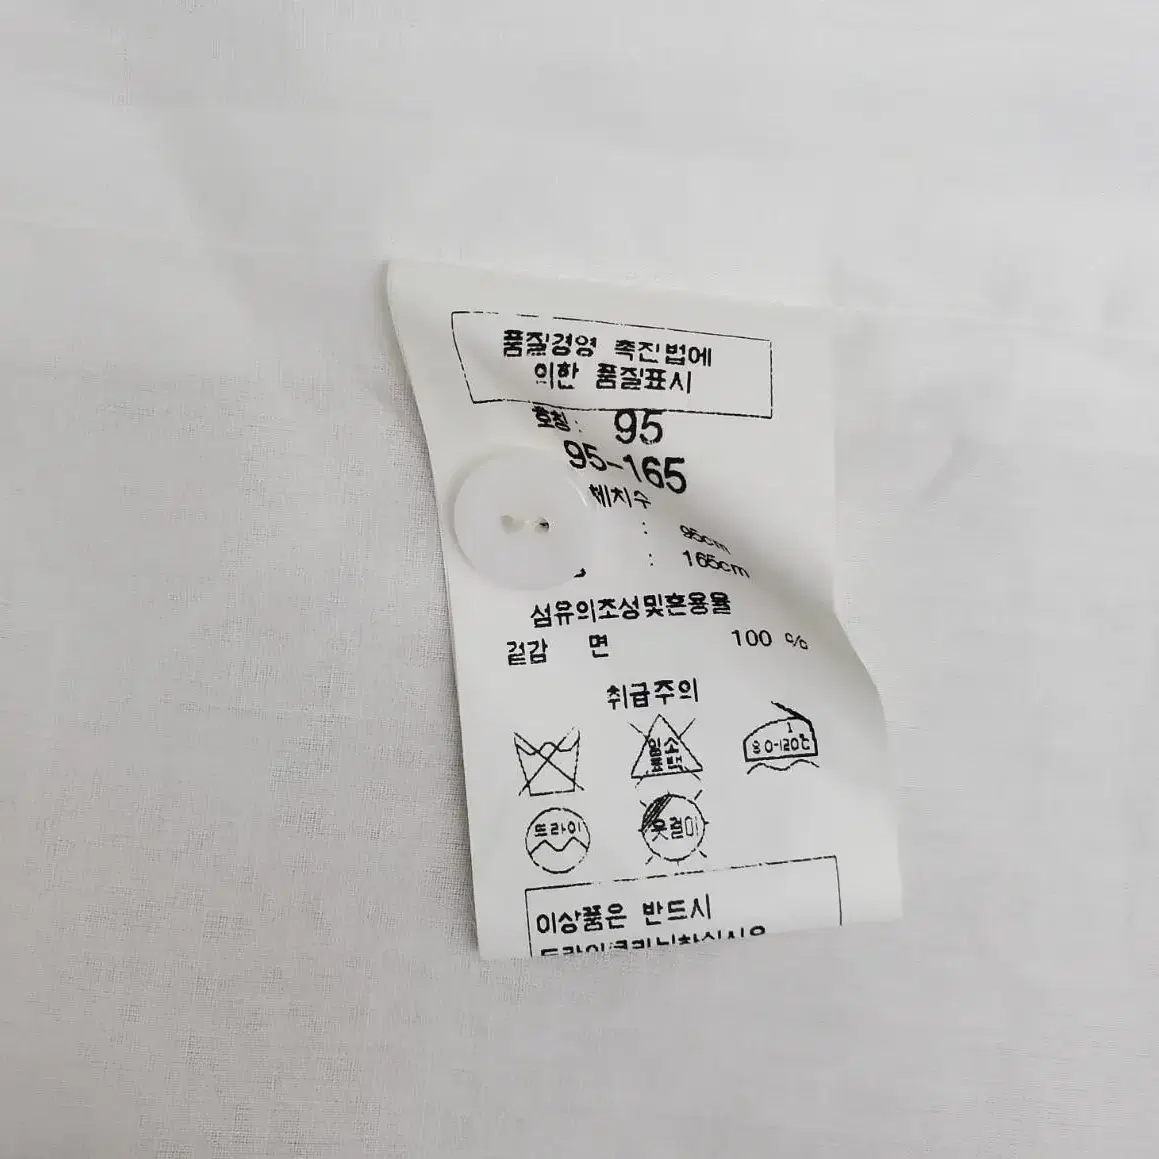 품질경영 촉진법에
의한 품질표시
호칭: 95
95-165
체치수
: 95cm
: 165cm
섬유의조성및혼용율
겉감 면 100 %
취급주의
염소
표백
1
80-120℃
드라이
옷걸이
이상품은 반드시